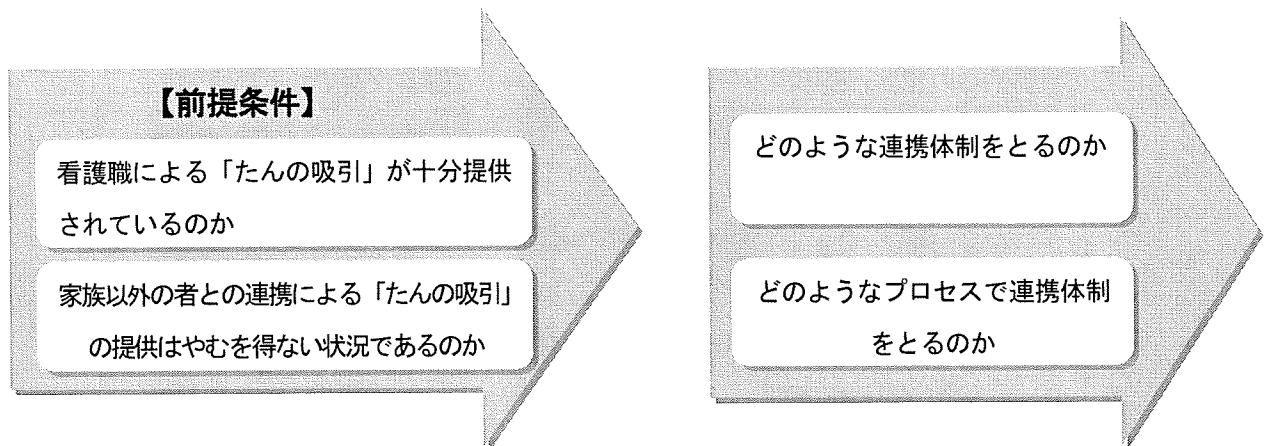 【前提条件】
看護職による「たんの吸引」が十分提供
されているのか
家族以外の者との連携による「たんの吸引」
の提供はやむを得ない状況であるのか
どのような連携体制をとるのか
どのようなプロセスで連携体制
をとるのか